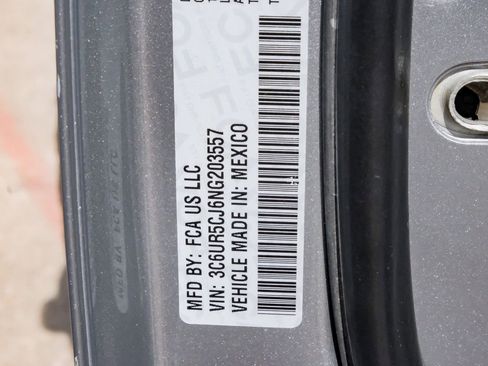 MFD BY: FCA US LLC
VIN: 3C6UR5CJ6NG203557
VEHICLE MADE IN: MEXICO